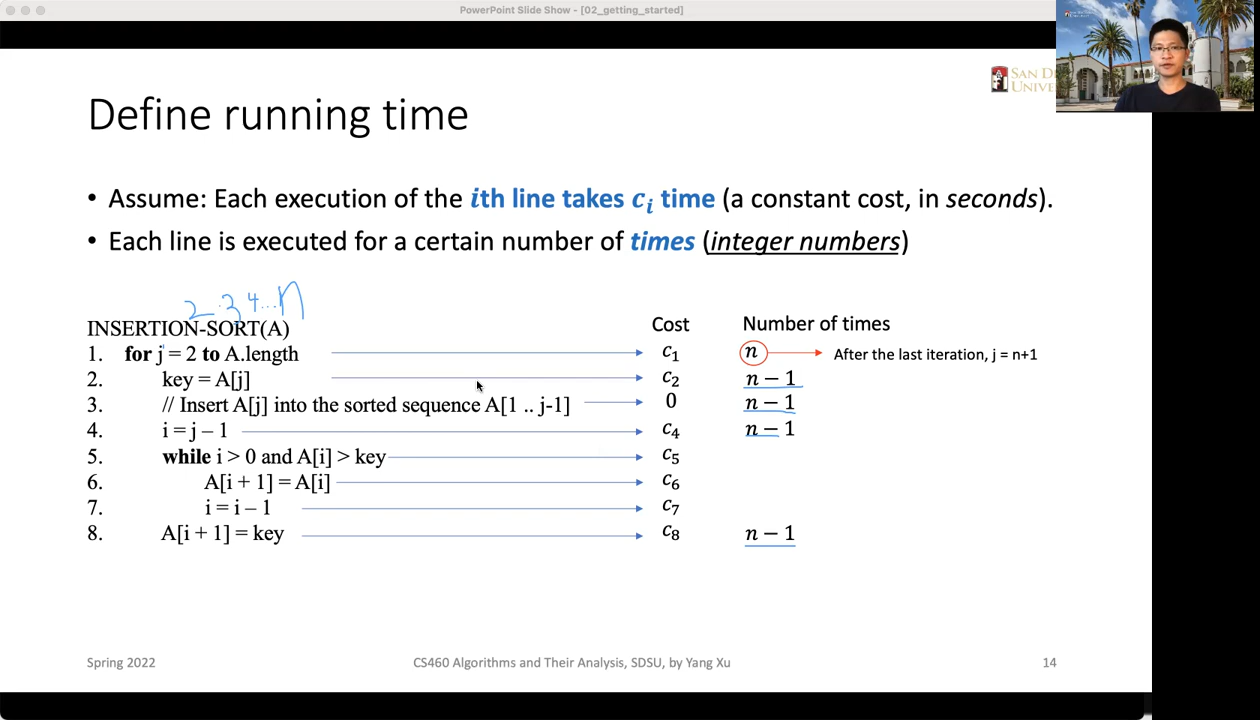 PowerPoint Slide Show - [02_getting_started]
SAN D
UNIVE
Define running time
• Assume: Each execution of the ith line takes cᵢ time (a constant cost, in seconds).
• Each line is executed for a certain number of times (integer numbers)
2 3 4 ... n
INSERTION-SORT(A) Cost Number of times
1. for j = 2 to A.length c₁ n After the last iteration, j = n+1
2. key = A[j] c₂ n − 1
3. // Insert A[j] into the sorted sequence A[1 .. j-1] 0 n − 1
4. i = j – 1 c₄ n − 1
5. while i > 0 and A[i] > key c₅
6. A[i + 1] = A[i] c₆
7. i = i – 1 c₇
8. A[i + 1] = key c₈ n − 1
Spring 2022 CS460 Algorithms and Their Analysis, SDSU, by Yang Xu 14